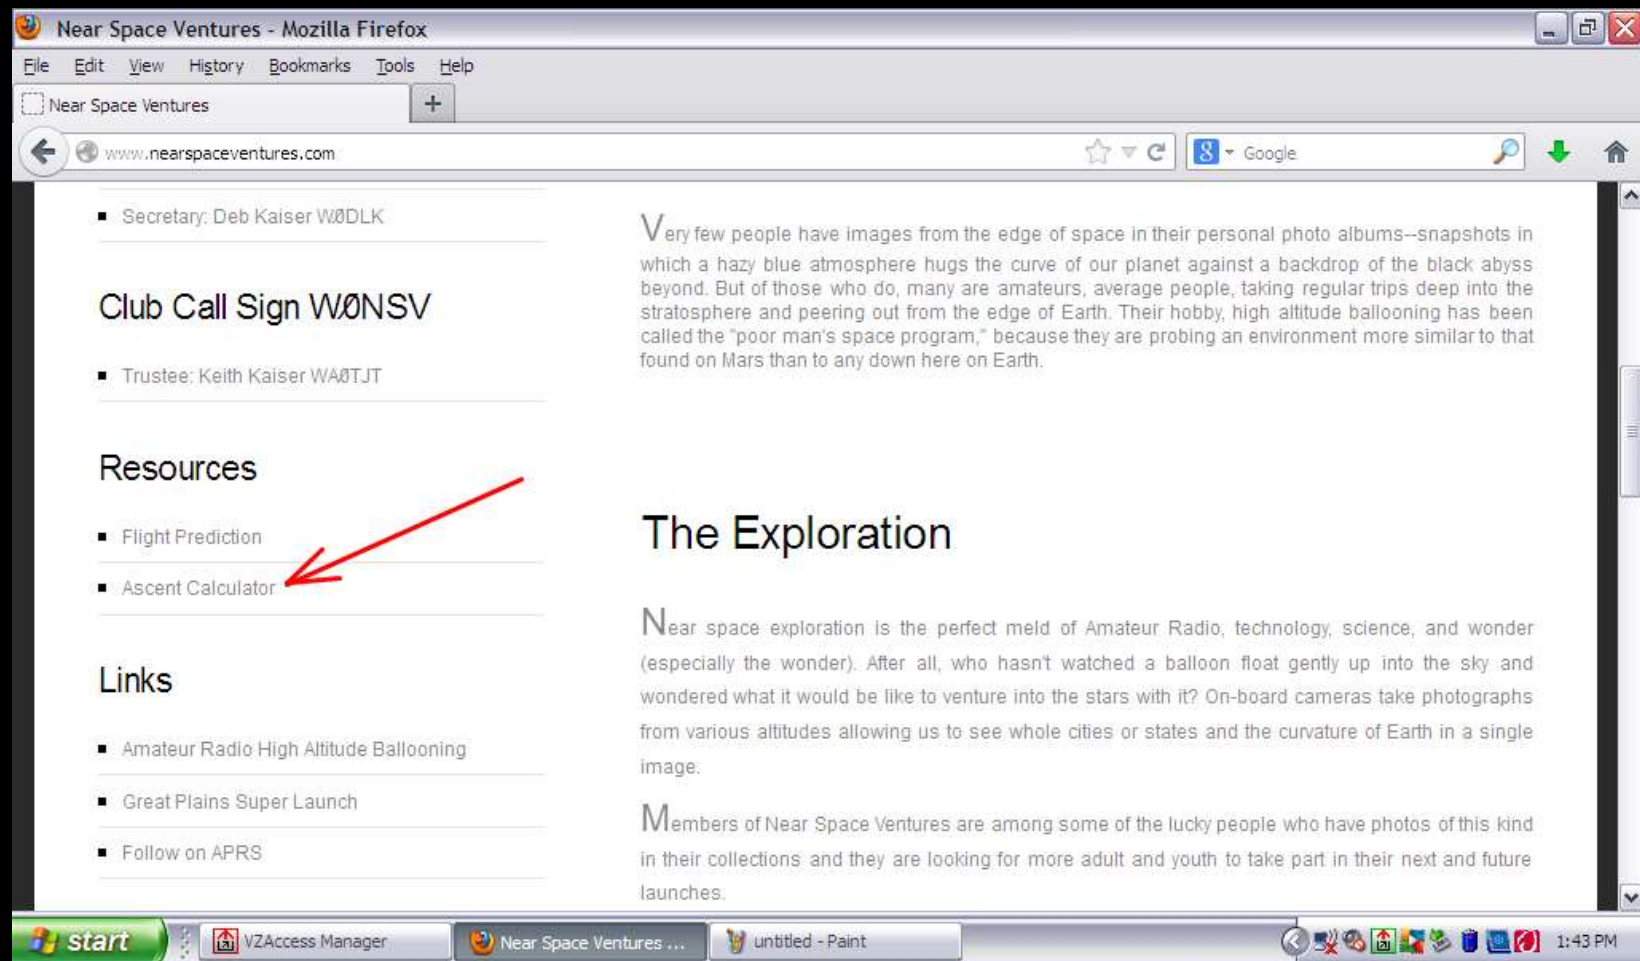 Near Space Ventures - Mozilla Firefox
File Edit View History Bookmarks Tools Help
Near Space Ventures
www.nearspaceventures.com
Google
Secretary: Deb Kaiser WØDLK
Club Call Sign WØNSV
Trustee: Keith Kaiser WAØTJT
Resources
Flight Prediction
Ascent Calculator
Links
Amateur Radio High Altitude Ballooning
Great Plains Super Launch
Follow on APRS
Very few people have images from the edge of space in their personal photo albums--snapshots in
which a hazy blue atmosphere hugs the curve of our planet against a backdrop of the black abyss
beyond. But of those who do, many are amateurs, average people, taking regular trips deep into the
stratosphere and peering out from the edge of Earth. Their hobby, high altitude ballooning has been
called the "poor man's space program," because they are probing an environment more similar to that
found on Mars than to any down here on Earth.
The Exploration
Near space exploration is the perfect meld of Amateur Radio, technology, science, and wonder
(especially the wonder). After all, who hasn't watched a balloon float gently up into the sky and
wondered what it would be like to venture into the stars with it? On-board cameras take photographs
from various altitudes allowing us to see whole cities or states and the curvature of Earth in a single
image.
Members of Near Space Ventures are among some of the lucky people who have photos of this kind
in their collections and they are looking for more adult and youth to take part in their next and future
launches.
start VZAccess Manager Near Space Ventures ... untitled - Paint 1:43 PM